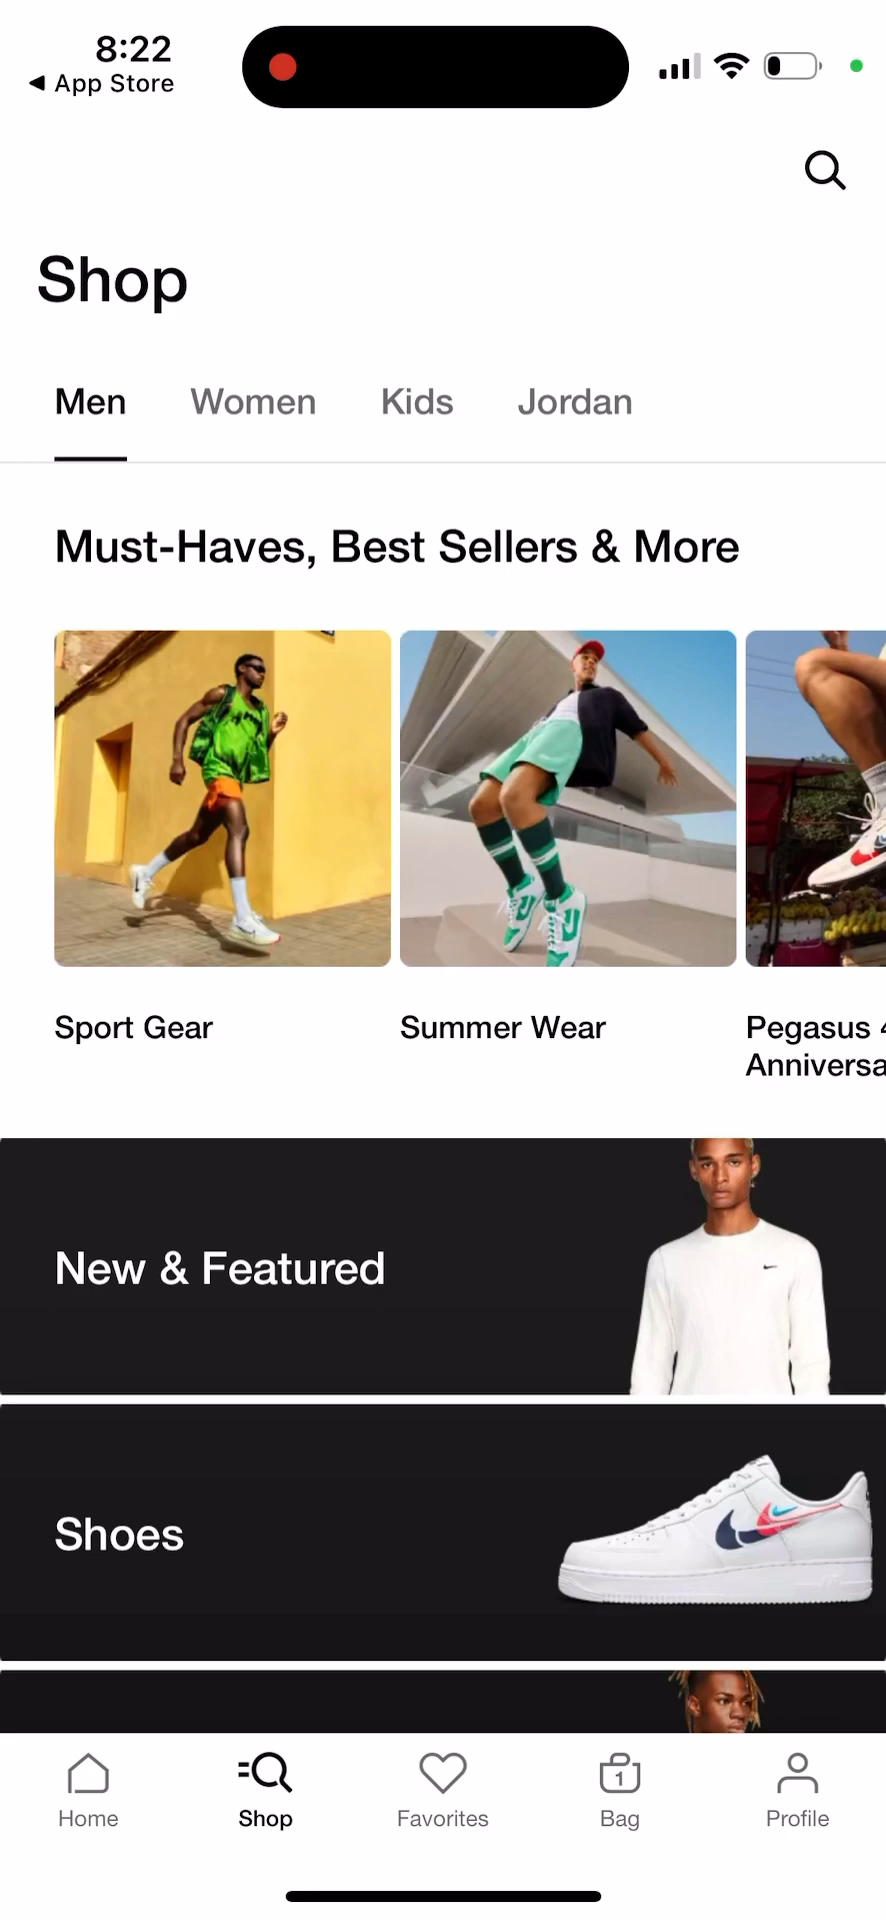 8:22
App Store
Shop
Men Women Kids Jordan
Must-Haves, Best Sellers & More
Sport Gear
Summer Wear
Pegasus
Anniversa
New & Featured
Shoes
1
Home Shop Favorites Bag Profile